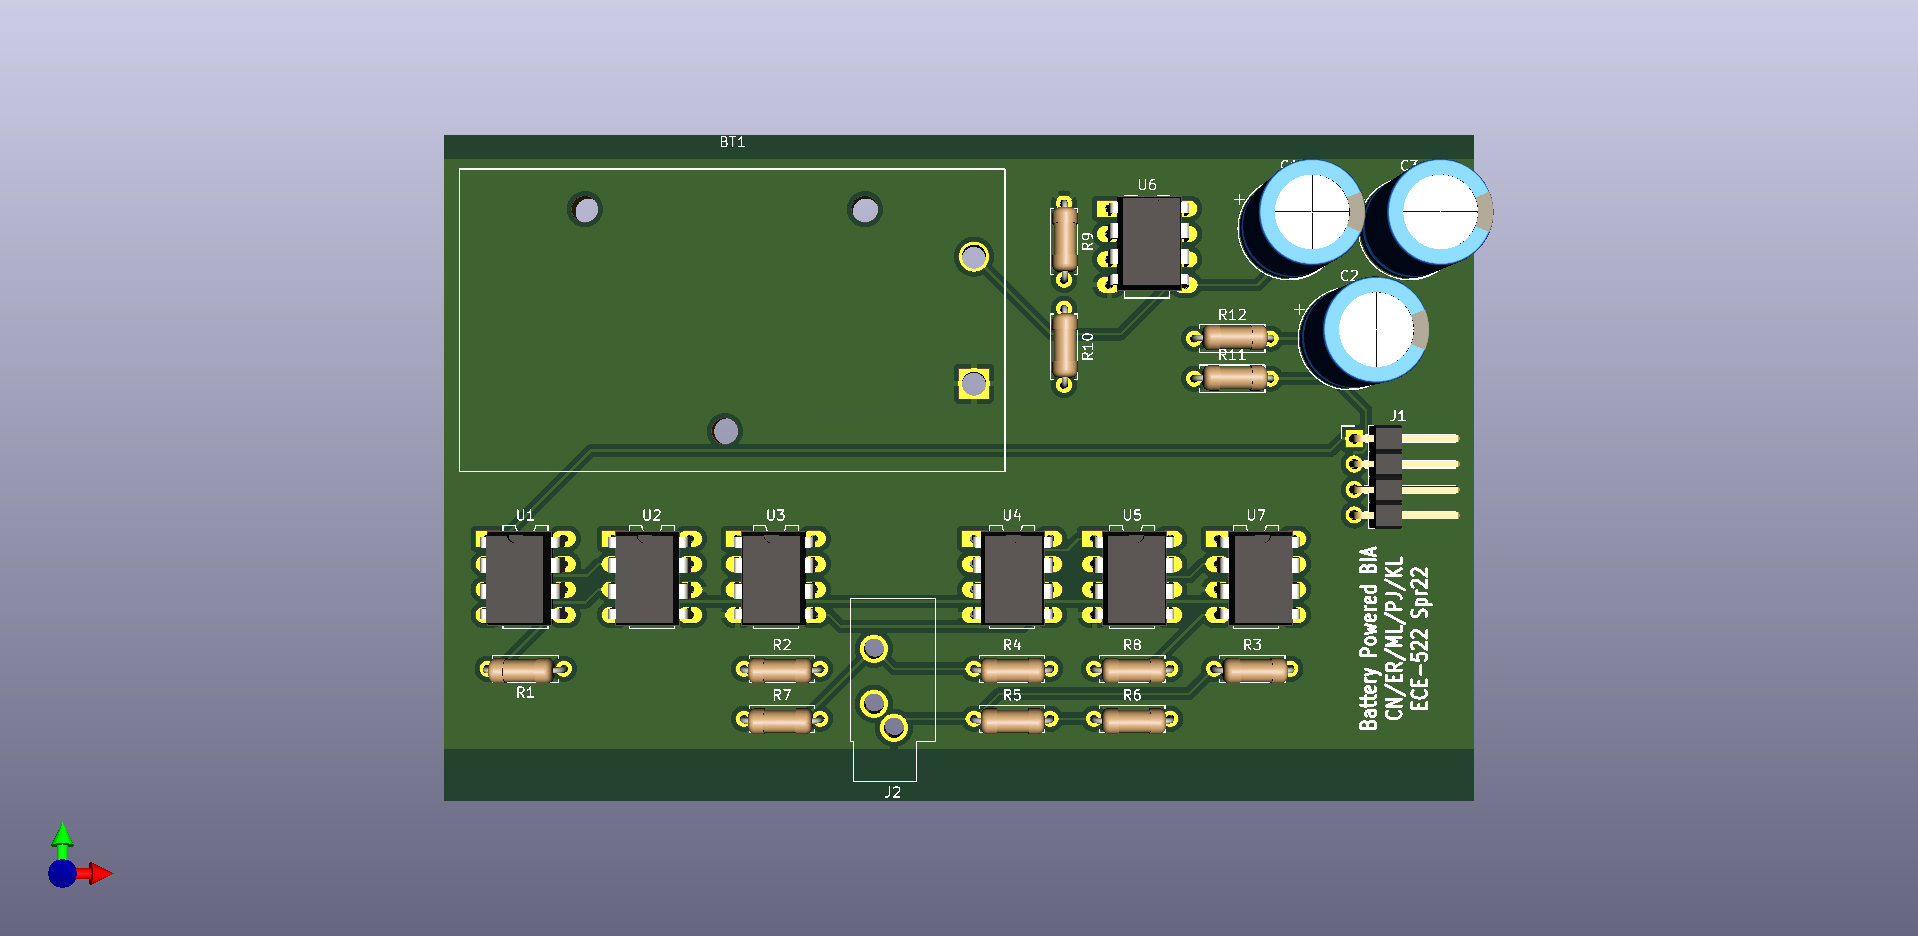 BT1
U6
C3
R9
C2
R12
R10
R11
J1
U1
U2
U3
U4
U5
U7
R2
R4
R8
R3
R1
R7
R5
R6
J2
Battery Powered BIA
CN/ER/ML/PJ/KL
ECE-522 Spr22